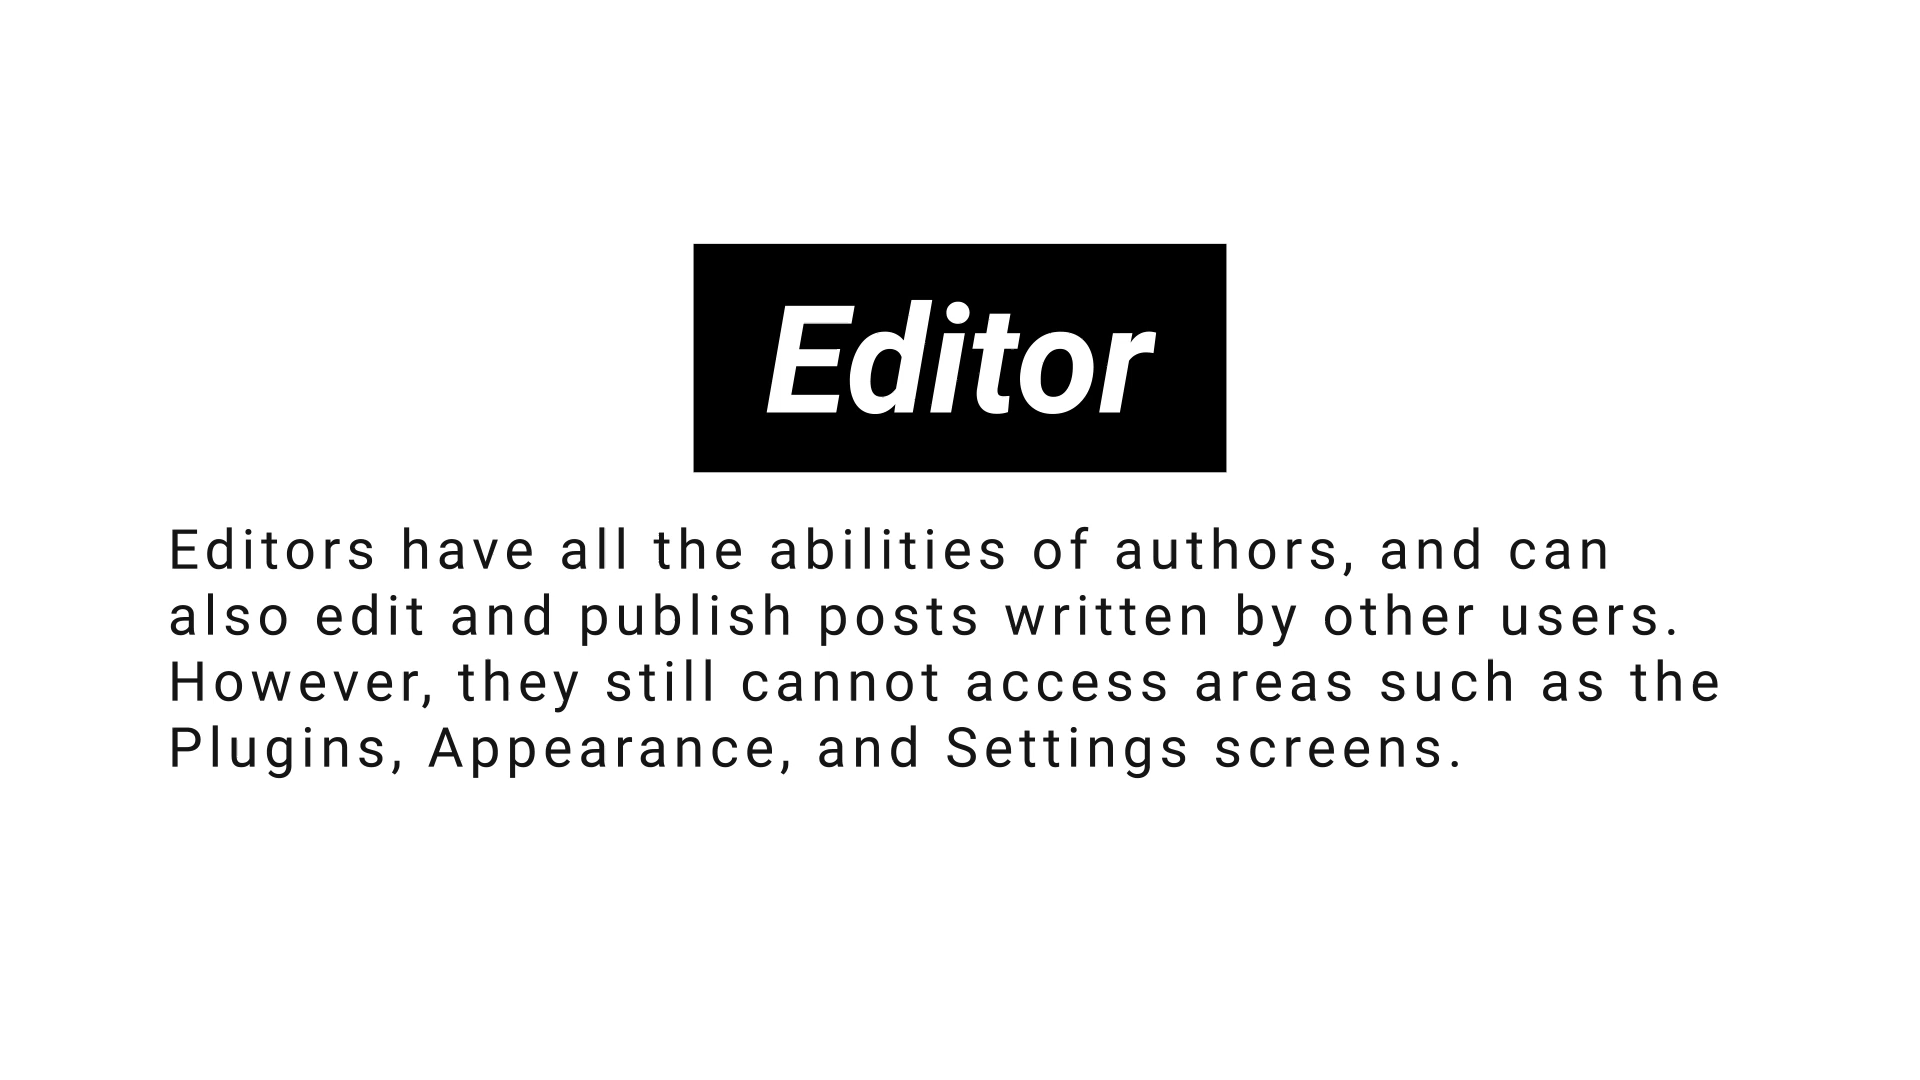 Editor
Editors have all the abilities of authors, and can
also edit and publish posts written by other users.
However, they still cannot access areas such as the
Plugins, Appearance, and Settings screens.